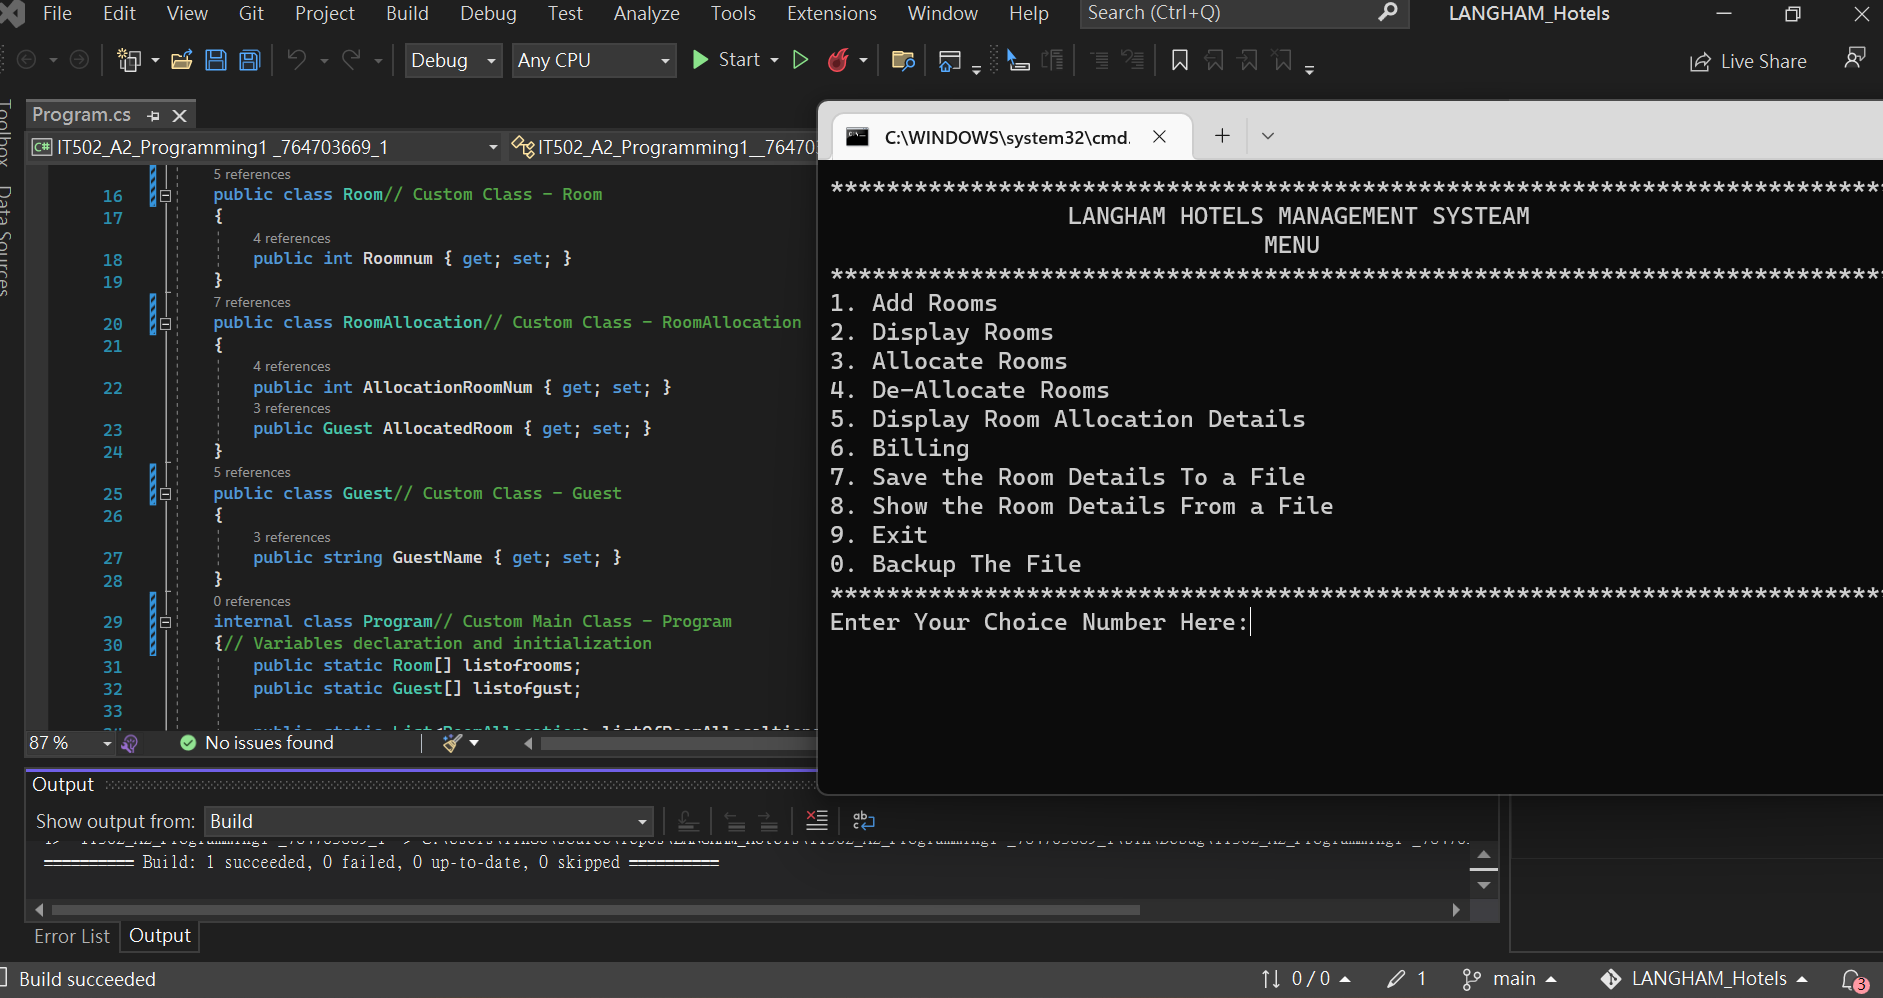 File Edit View Git Project Build Debug Test Analyze Tools Extensions Window Help Search (Ctrl+Q) LANGHAM_Hotels
Debug Any CPU Start Live Share
Toolbox
Data Sources
Program.cs
C# IT502_A2_Programming1 _764703669_1 IT502_A2_Programming1__76470
5 references
16 public class Room// Custom Class - Room
17 {
4 references
18 public int Roomnum { get; set; }
19 }
7 references
20 public class RoomAllocation// Custom Class - RoomAllocation
21 {
4 references
22 public int AllocationRoomNum { get; set; }
3 references
23 public Guest AllocatedRoom { get; set; }
24 }
5 references
25 public class Guest// Custom Class - Guest
26 {
3 references
27 public string GuestName { get; set; }
28 }
0 references
29 internal class Program// Custom Main Class - Program
30 {// Variables declaration and initialization
31 public static Room[] listofrooms;
32 public static Guest[] listofgust;
33
87 % No issues found
C:\WINDOWS\system32\cmd.
********************************************************************************
LANGHAM HOTELS MANAGEMENT SYSTEAM
MENU
********************************************************************************
1. Add Rooms
2. Display Rooms
3. Allocate Rooms
4. De-Allocate Rooms
5. Display Room Allocation Details
6. Billing
7. Save the Room Details To a File
8. Show the Room Details From a File
9. Exit
0. Backup The File
********************************************************************************
Enter Your Choice Number Here:
Output
Show output from: Build
========== Build: 1 succeeded, 0 failed, 0 up-to-date, 0 skipped ==========
Error List Output
Build succeeded 0 / 0 1 main LANGHAM_Hotels 3